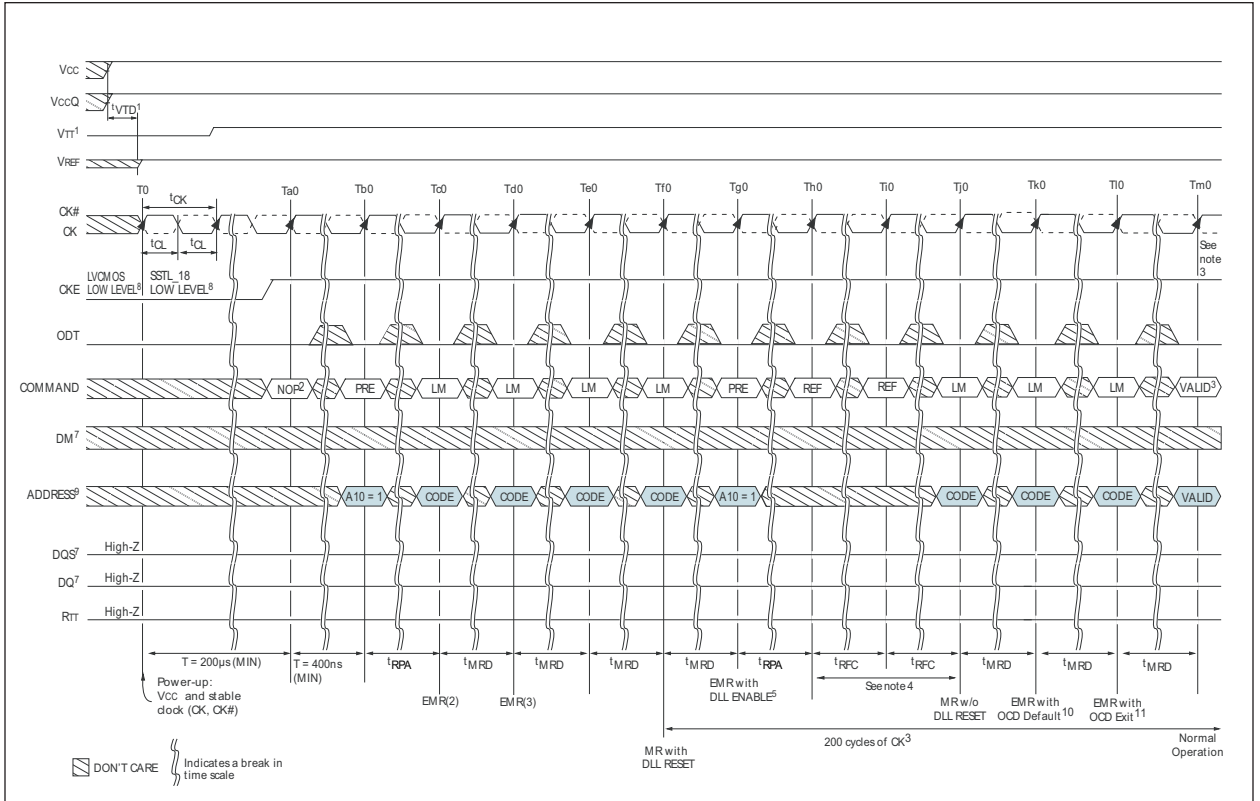 VCC
VCCQ
tVTD1
VTT1
VREF
T0 Ta0 Tb0 Tc0 Td0 Te0 Tf0 Tg0 Th0 Ti0 Tj0 Tk0 Tl0 Tm0
tCK
CK#
CK
tCL tCL
See
note
3
LVCMOS SSTL_18
CKE LOW LEVEL8 LOW LEVEL8
ODT
COMMAND NOP2 PRE LM LM LM LM PRE REF REF LM LM LM VALID3
DM7
ADDRESS9 A10 = 1 CODE CODE CODE CODE A10 = 1 CODE CODE CODE VALID
DQS7 High-Z
DQ7 High-Z
RTT High-Z
T = 200µs (MIN) T = 400ns (MIN) tRPA tMRD tMRD tMRD tMRD tRPA tRFC tRFC tMRD tMRD tMRD
Power-up:
VCC and stable
clock (CK, CK#)
EMR(2) EMR(3)
EMR with
DLL ENABLE5
See note 4
MR w/o
DLL RESET
EMR with
OCD Default10
EMR with
OCD Exit11
200 cycles of CK3
Normal
Operation
MR with
DLL RESET
DON'T CARE
Indicates a break in
time scale